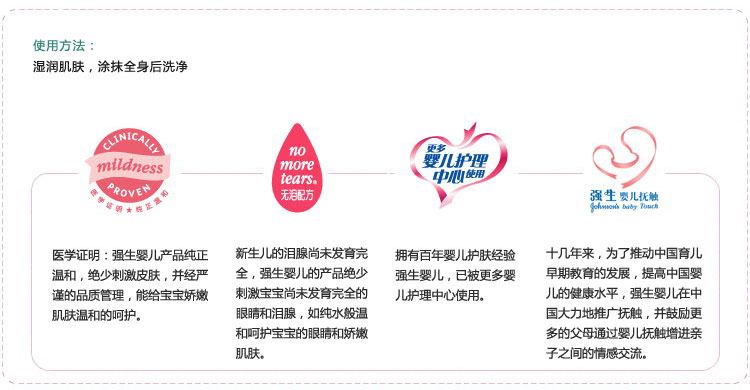 使用方法：
湿润肌肤，涂抹全身后洗净
CLINICALLY
mildness
PROVEN
医学证明★纯正温和
no
more
tears®
无泪配方
更多
婴儿护理
中心使用
强生 婴儿抚触
Johnson's baby Touch
医学证明：强生婴儿产品纯正
温和，绝少刺激皮肤，并经严
谨的品质管理，能给宝宝娇嫩
肌肤温和的呵护。
新生儿的泪腺尚未发育完
全，强生婴儿的产品绝少
刺激宝宝尚未发育完全的
眼睛和泪腺，如纯水般温
和呵护宝宝的眼睛和娇嫩
肌肤。
拥有百年婴儿护肤经验
强生婴儿，已被更多婴
儿护理中心使用。
十几年来，为了推动中国育儿
早期教育的发展，提高中国婴
儿的健康水平，强生婴儿在中
国大力地推广抚触，并鼓励更
多的父母通过婴儿抚触增进亲
子之间的情感交流。